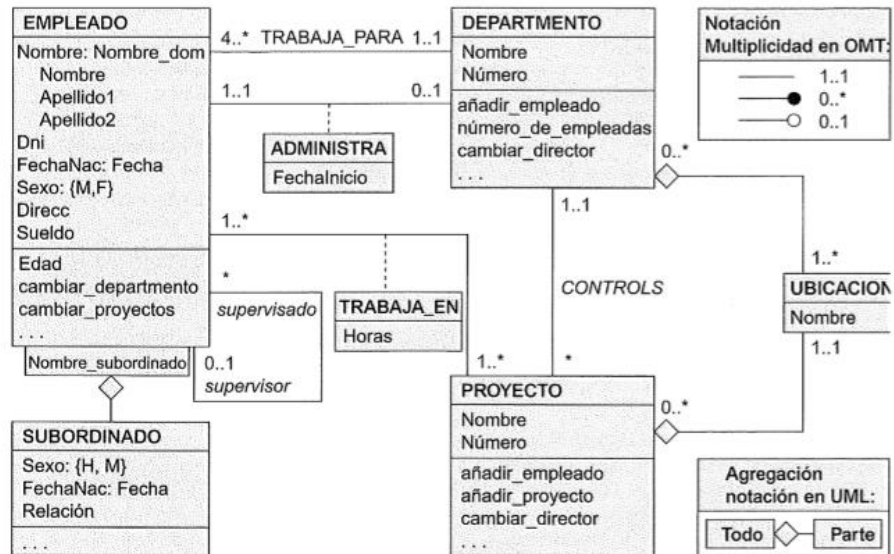 EMPLEADO
Nombre: Nombre_dom
Nombre
Apellido1
Apellido2
Dni
FechaNac: Fecha
Sexo: {M,F}
Direcc
Sueldo
Edad
cambiar_departmento
cambiar_proyectos
. . .
Nombre_subordinado
SUBORDINADO
Sexo: {H, M}
FechaNac: Fecha
Relación
. . .
4..* TRABAJA_PARA 1..1
1..1 0..1
ADMINISTRA
FechaInicio
1..*
*
supervisado
0..1
supervisor
TRABAJA_EN
Horas
1..*
DEPARTMENTO
Nombre
Número
añadir_empleado
número_de_empleadas
cambiar_director
. . .
0..*
1..1
CONTROLS
*
PROYECTO
Nombre
Número
añadir_empleado
añadir_proyecto
cambiar_director
. . .
0..*
1..*
UBICACION
Nombre
1..1
Notación
Multiplicidad en OMT:
1..1
0..*
0..1
Agregación
notación en UML:
Todo Parte